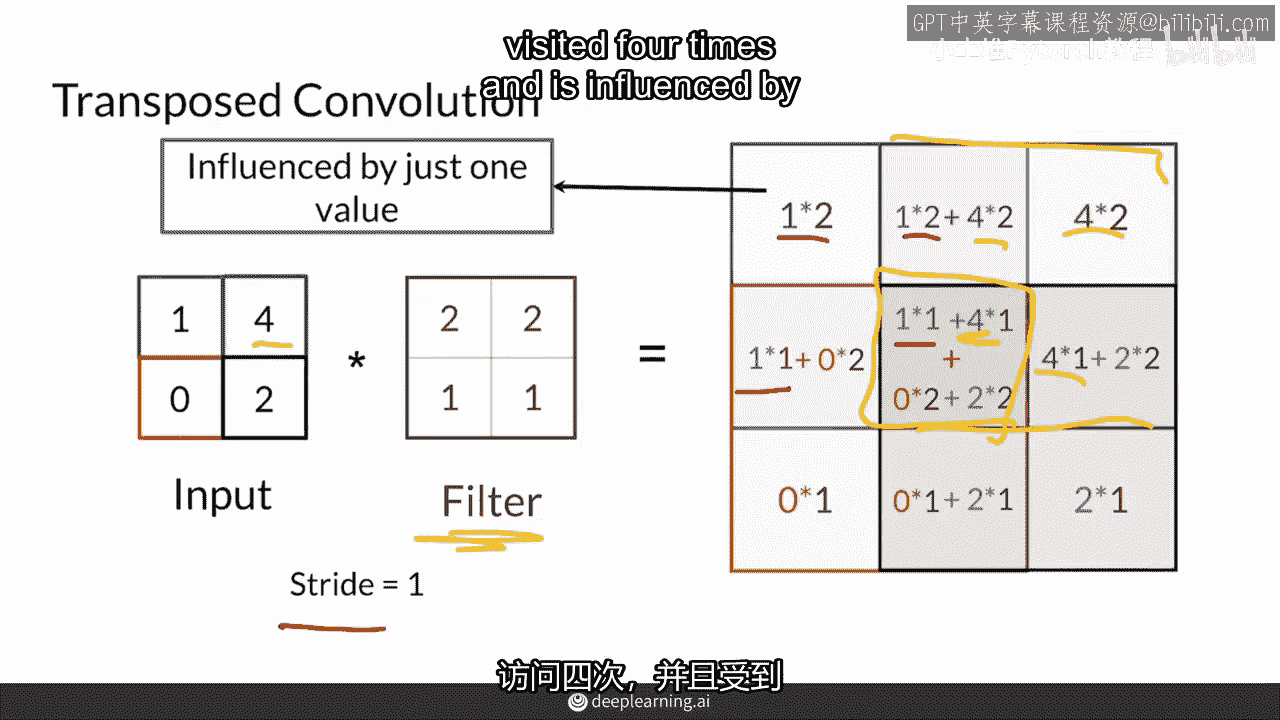 GPT中英字幕课程资源@bilibili.com
visited four times
and is influenced by
Transposed Convolution
Influenced by just one
value
1*2
1*2+ 4*2
4*2
1 4
0 2
*
2 2
1 1
=
1*1+ 0*2
1*1 +4*1
+
0*2+ 2*2
4*1+ 2*2
0*1
0*1+ 2*1
2*1
Input
Filter
Stride = 1
访问四次，并且受到
deeplearning.ai